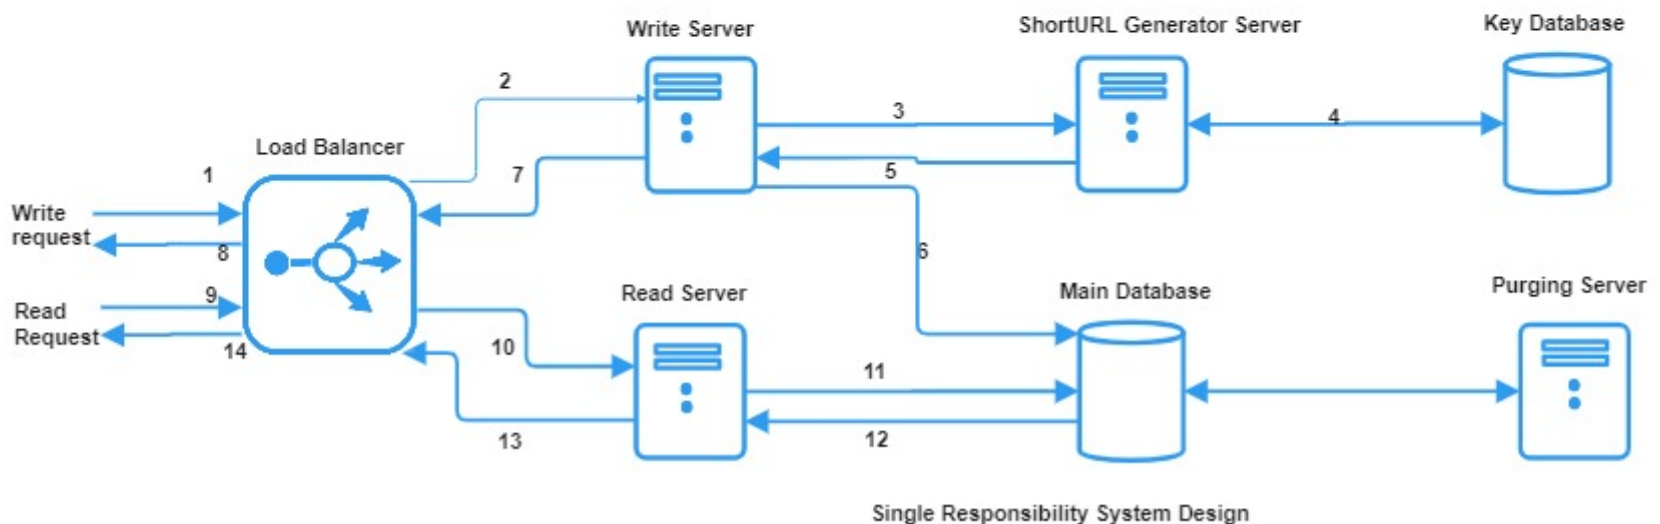 Write Server
ShortURL Generator Server
Key Database
2
3
4
Load Balancer
1
7
5
Write
request
8
6
Read Server
Main Database
Purging Server
9
Read
Request
14
10
11
13
12
Single Responsibility System Design